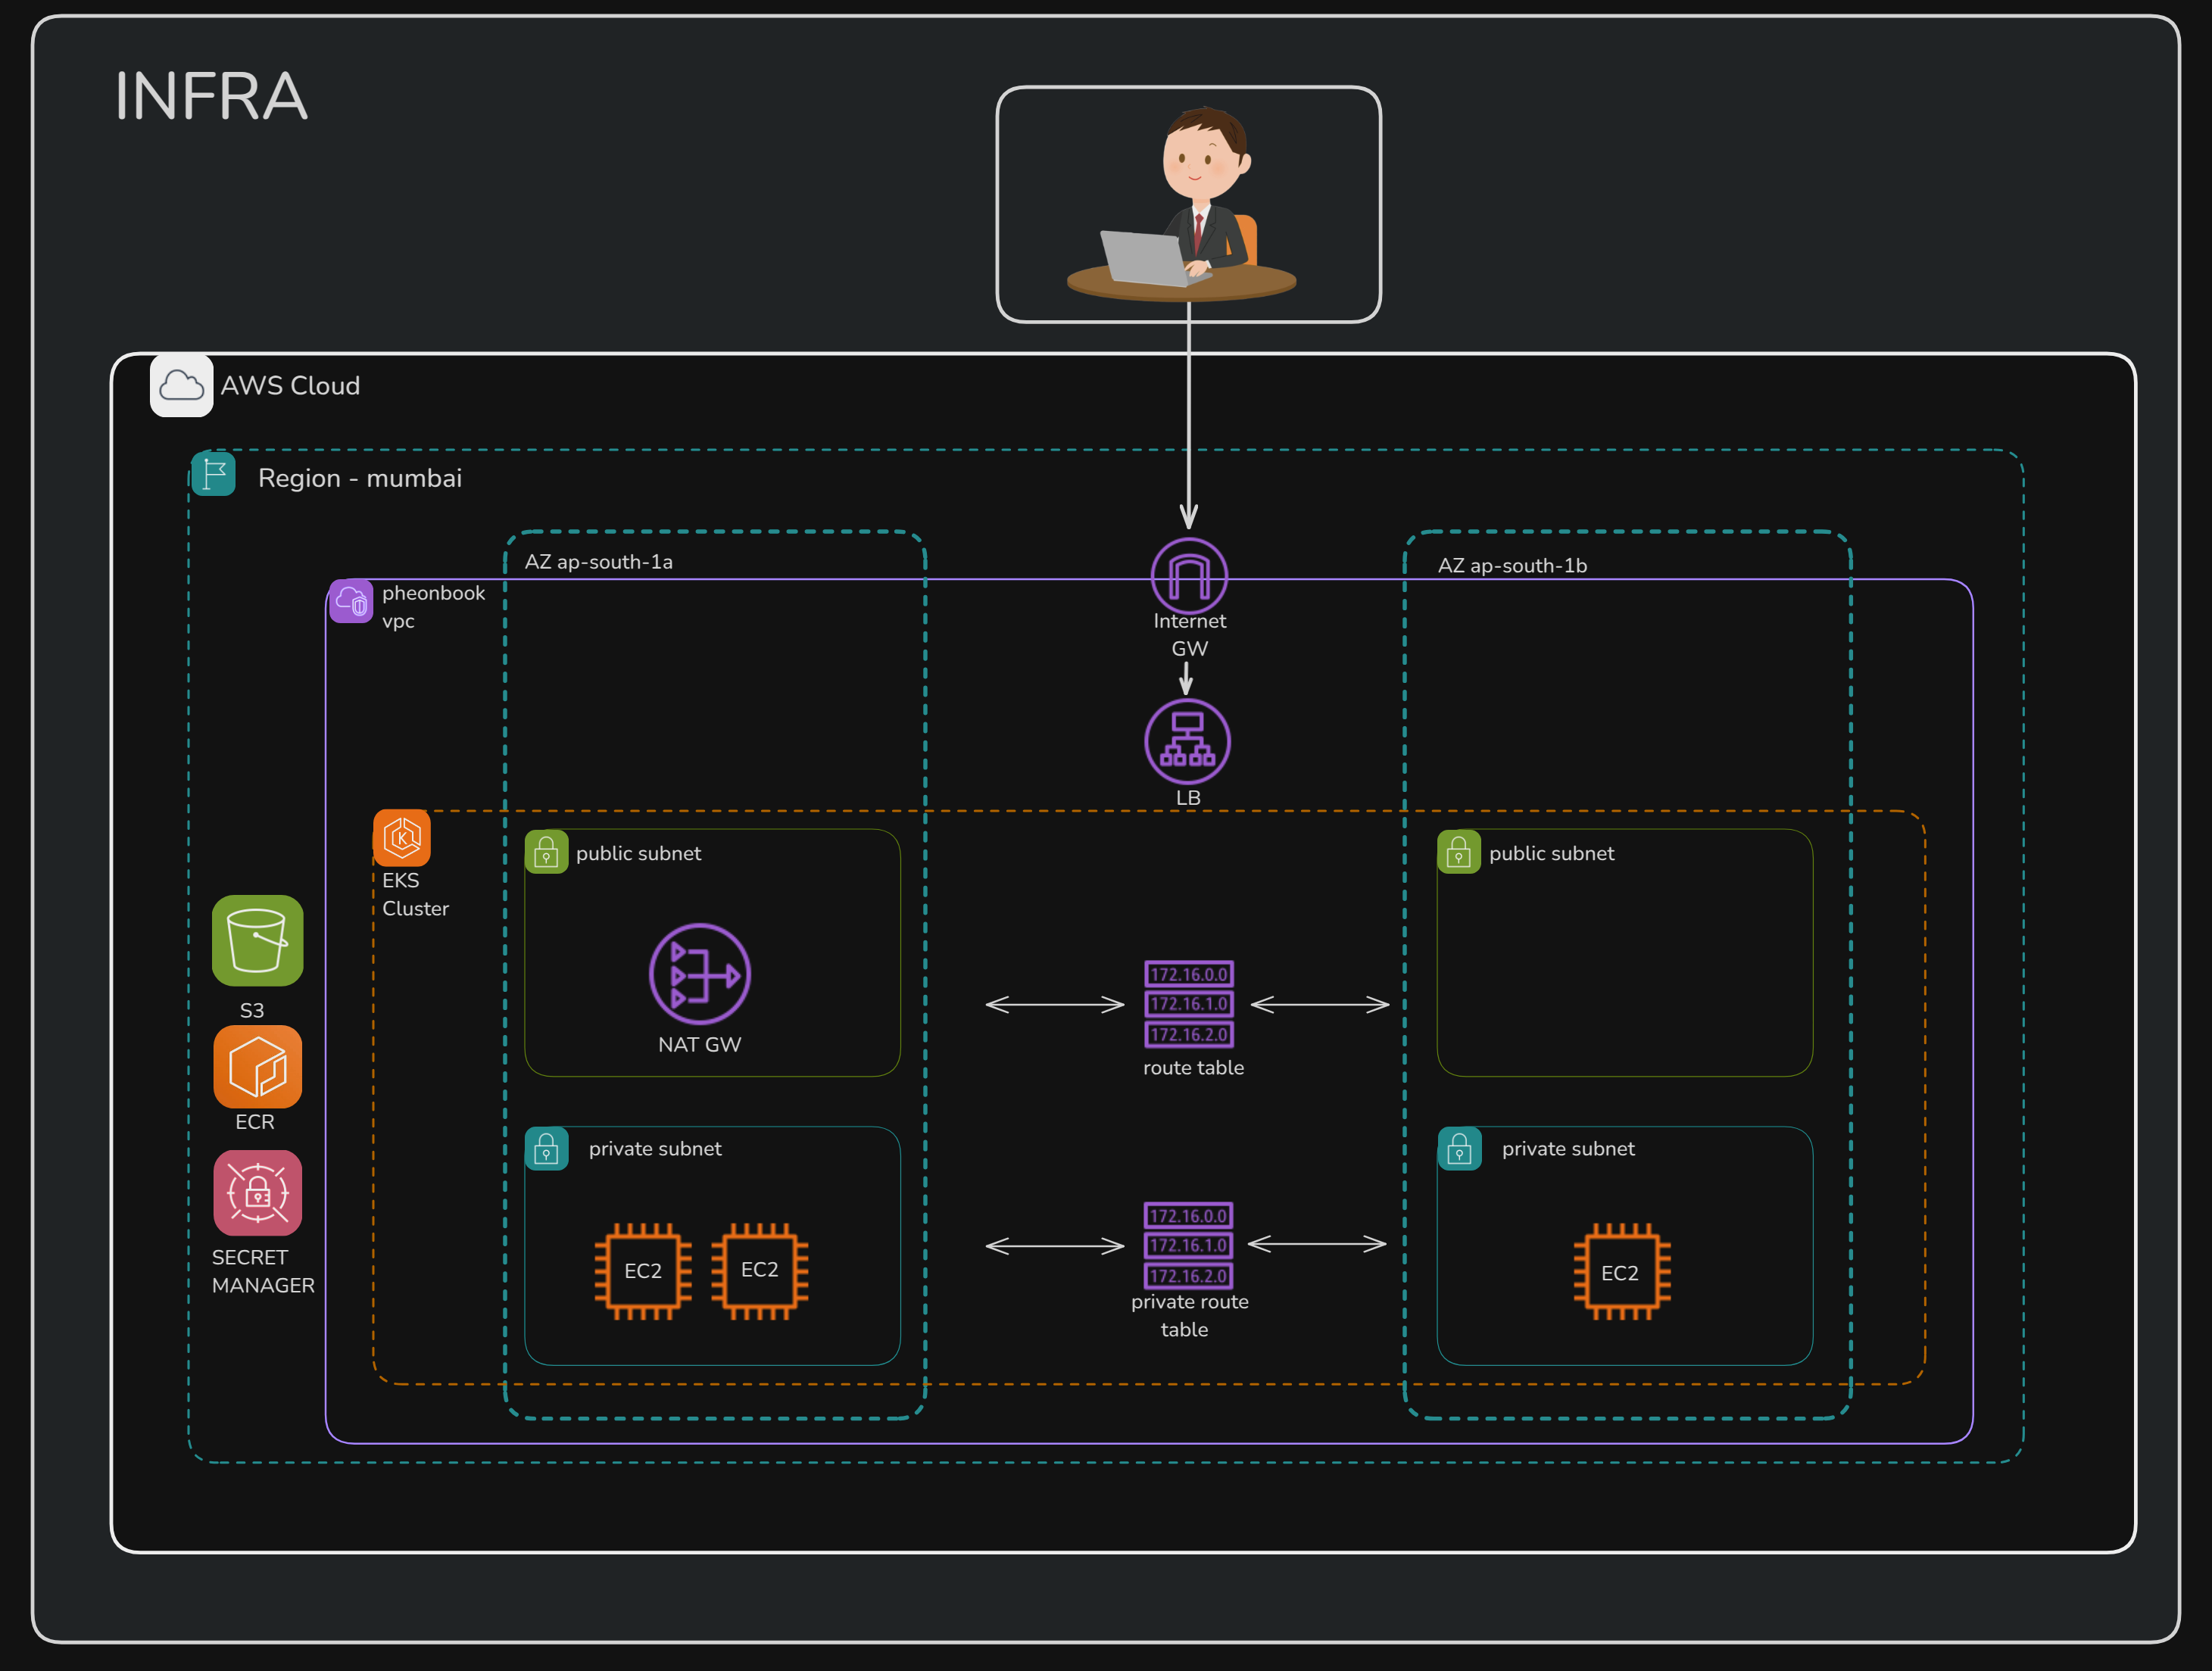 INFRA
AWS Cloud
Region - mumbai
AZ ap-south-1a
AZ ap-south-1b
pheonbook
vpc
Internet
GW
LB
EKS
Cluster
public subnet
public subnet
S3
NAT GW
172.16.0.0
172.16.1.0
172.16.2.0
route table
ECR
private subnet
private subnet
SECRET
MANAGER
EC2
EC2
172.16.0.0
172.16.1.0
172.16.2.0
private route
table
EC2
K